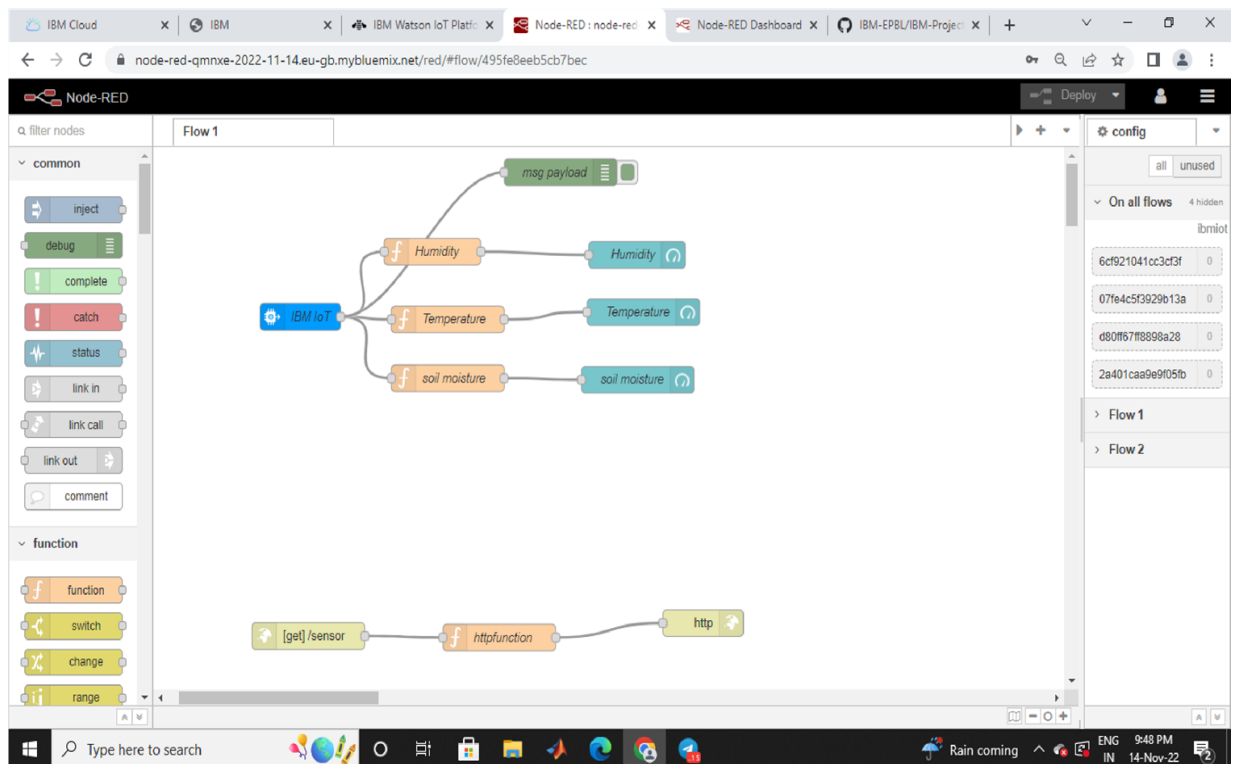 IBM Cloud
IBM
IBM Watson IoT Platfo
Node-RED : node-red
Node-RED Dashboard
IBM-EPBL/IBM-Project
node-red-qmnxe-2022-11-14.eu-gb.mybluemix.net/red/#flow/495fe8eeb5cb7bec
Node-RED
Deploy
filter nodes
Flow 1
config
common
all
unused
inject
debug
complete
catch
status
link in
link call
link out
comment
function
function
switch
change
range
msg payload
Humidity
Humidity
IBM IoT
Temperature
Temperature
soil moisture
soil moisture
[get] /sensor
httpfunction
http
On all flows
4 hidden
ibmiot
6cf921041cc3cf3f
0
07fe4c5f3929b13a
0
d80ff67ff8898a28
0
2a401caa9e9f05fb
0
Flow 1
Flow 2
Type here to search
Rain coming
ENG
IN
9:48 PM
14-Nov-22
2